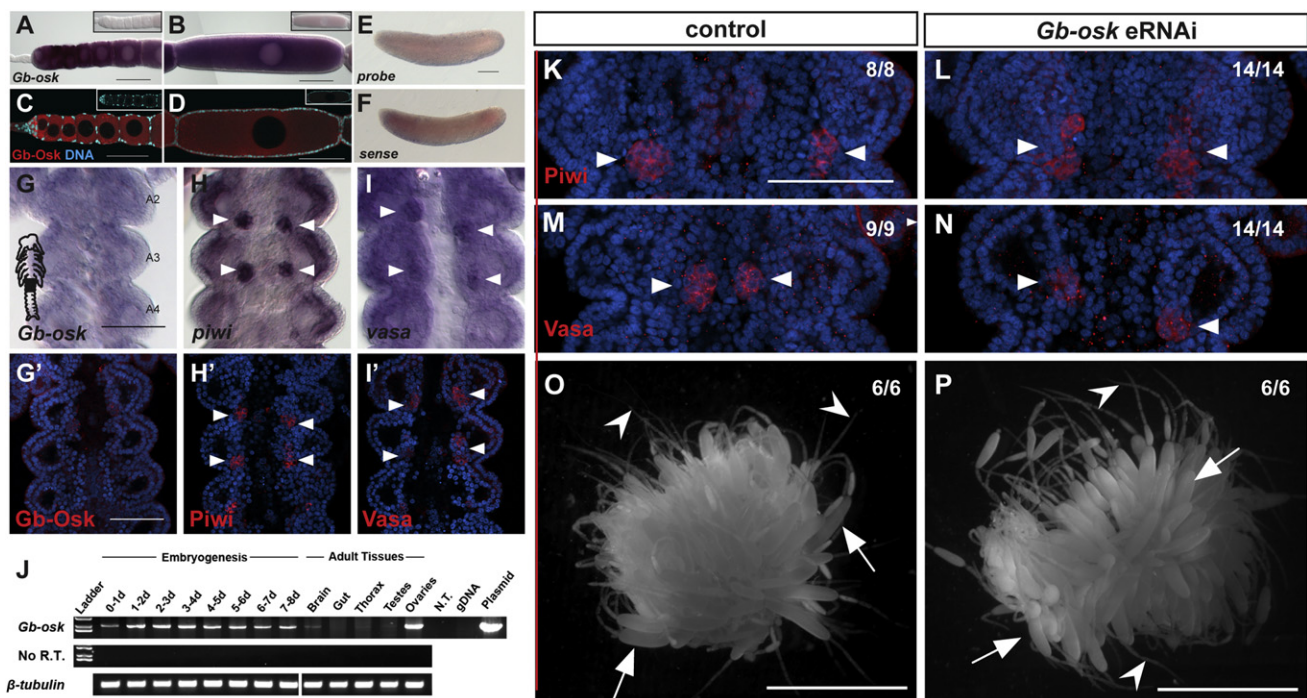 A
Gb-osk
B
C
Gb-Osk DNA
D
E
probe
F
sense
G
A2
A3
A4
Gb-osk
H
piwi
I
vasa
G'
Gb-Osk
H'
Piwi
I'
Vasa
J
Embryogenesis
Adult Tissues
Ladder
0-1d
1-2d
2-3d
3-4d
4-5d
5-6d
6-7d
7-8d
Brain
Gut
Thorax
Testes
Ovaries
N.T.
gDNA
Plasmid
Gb-osk
No R.T.
β-tubulin
control
Gb-osk eRNAi
K
8/8
Piwi
L
14/14
M
9/9
Vasa
N
14/14
O
6/6
P
6/6